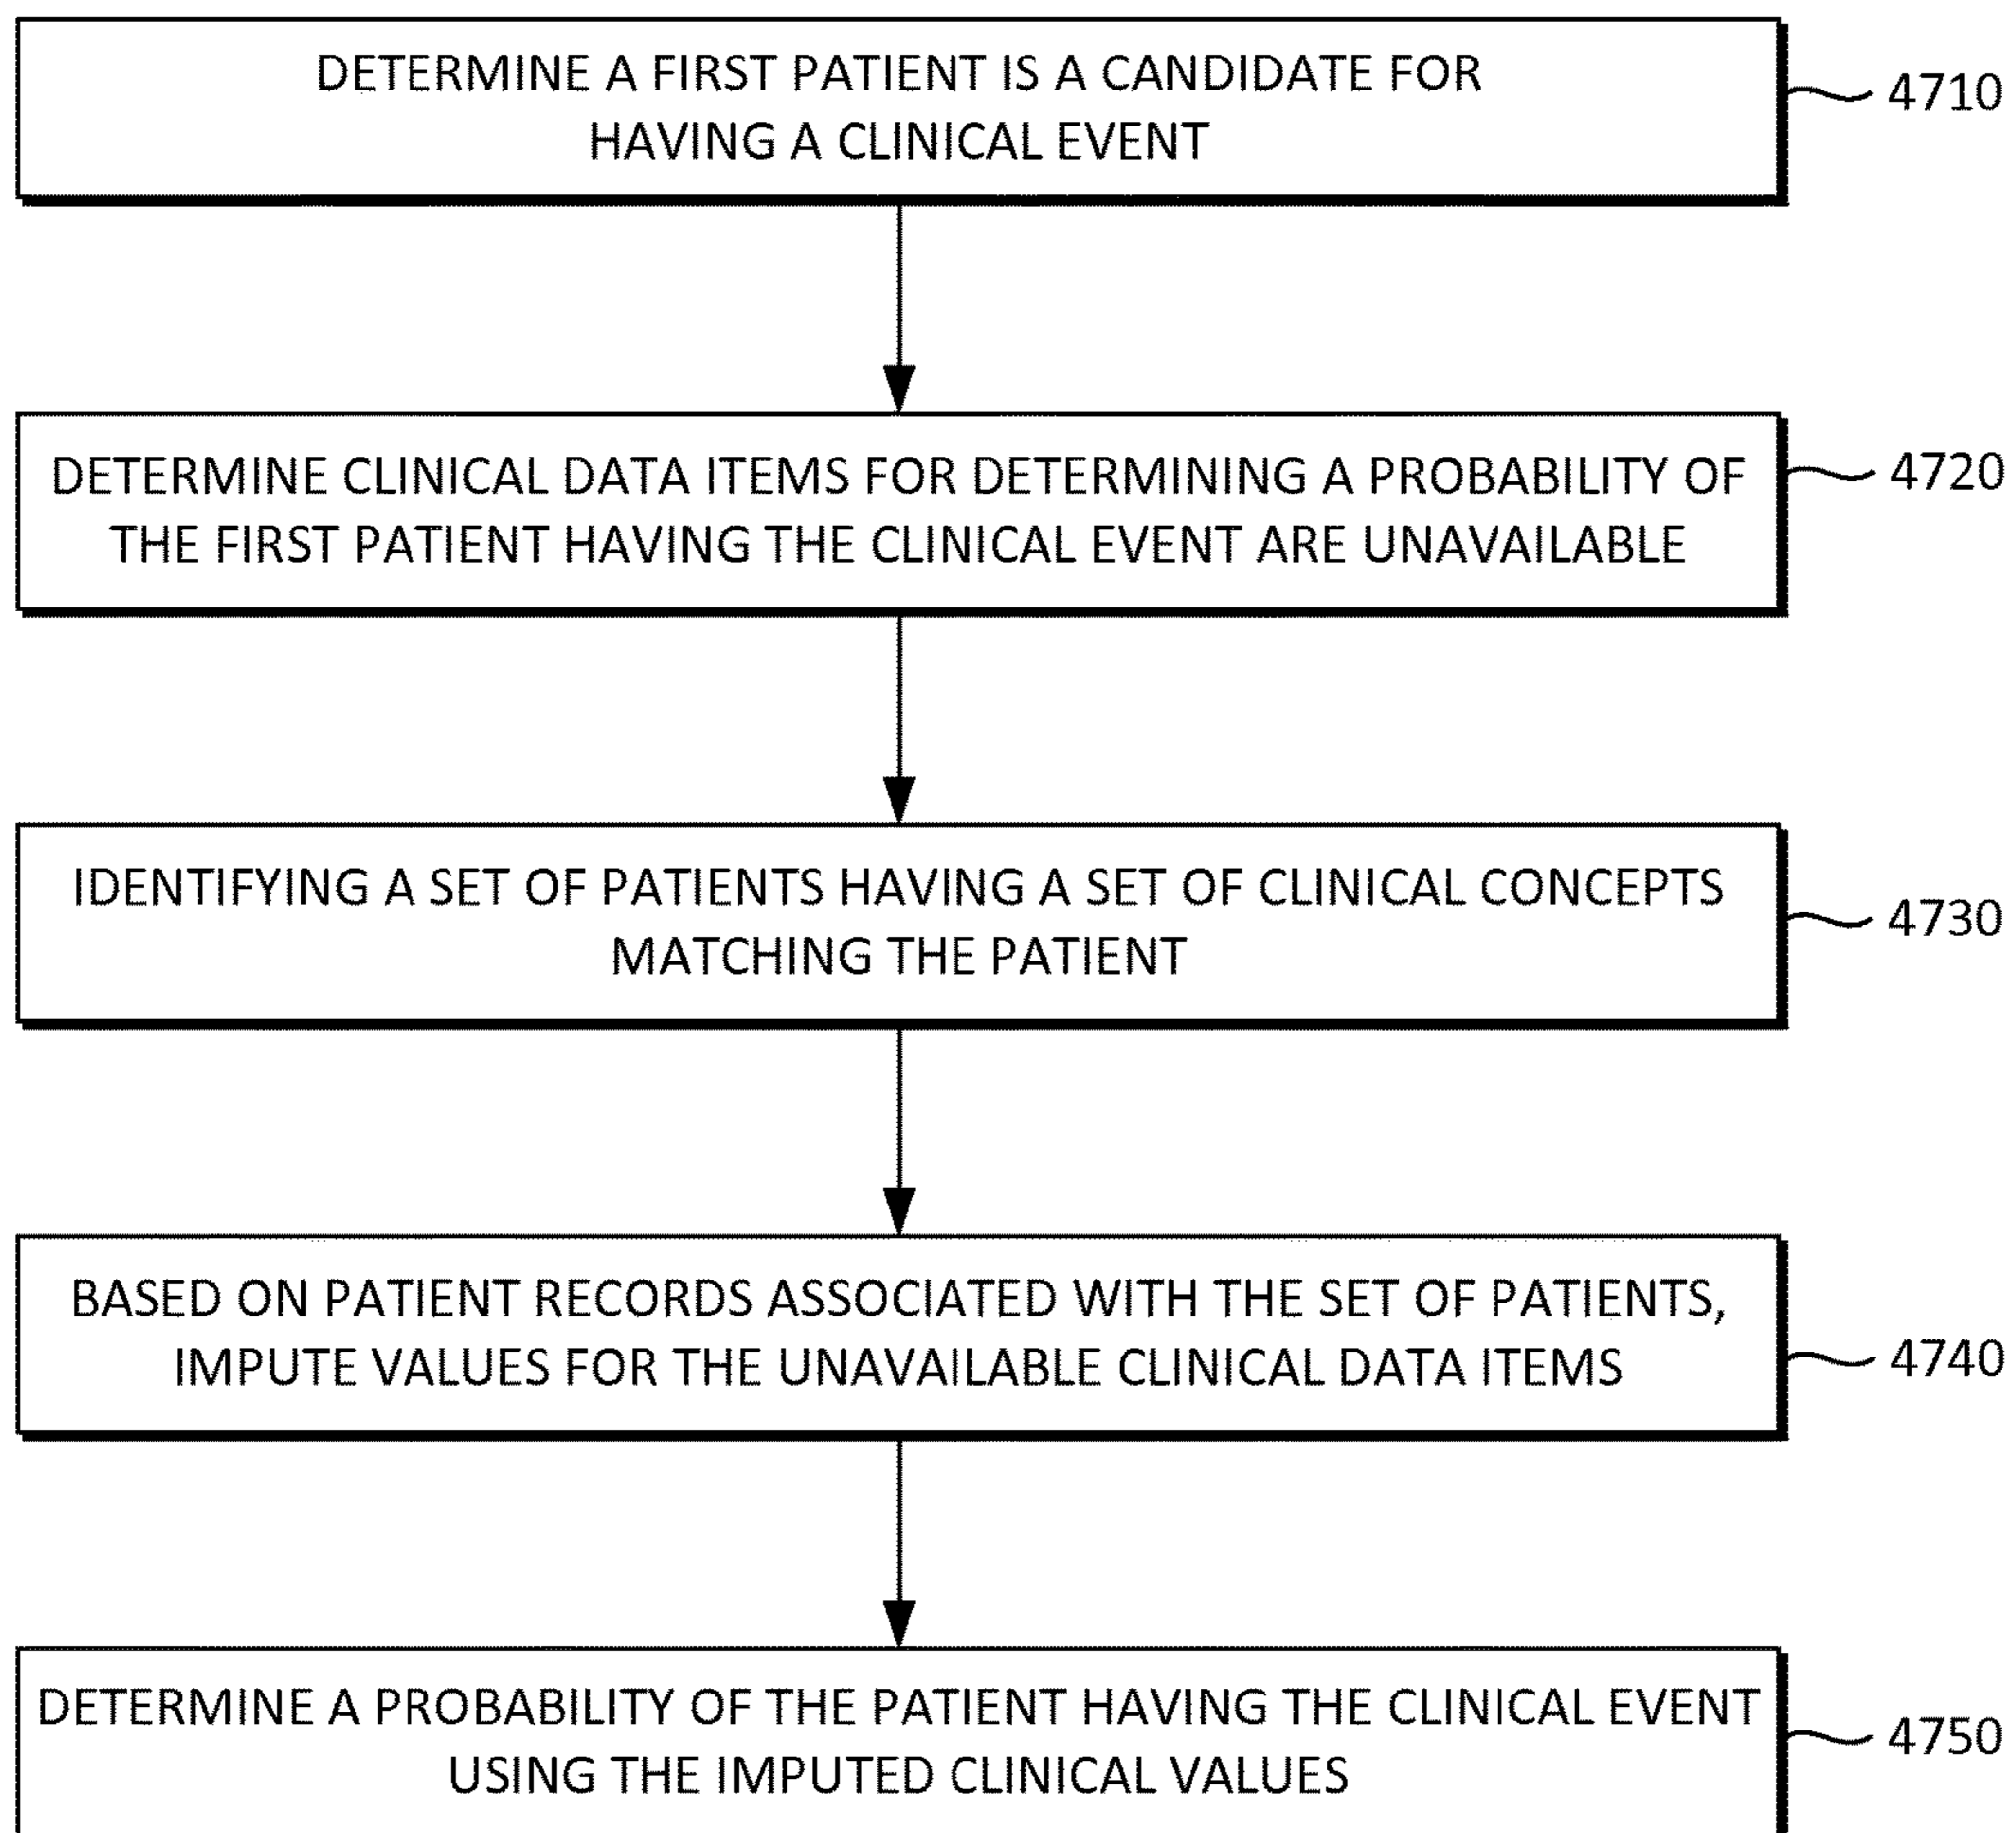 DETERMINE A FIRST PATIENT IS A CANDIDATE FOR
HAVING A CLINICAL EVENT
4710
DETERMINE CLINICAL DATA ITEMS FOR DETERMINING A PROBABILITY OF
THE FIRST PATIENT HAVING THE CLINICAL EVENT ARE UNAVAILABLE
4720
IDENTIFYING A SET OF PATIENTS HAVING A SET OF CLINICAL CONCEPTS
MATCHING THE PATIENT
4730
BASED ON PATIENT RECORDS ASSOCIATED WITH THE SET OF PATIENTS,
IMPUTE VALUES FOR THE UNAVAILABLE CLINICAL DATA ITEMS
4740
DETERMINE A PROBABILITY OF THE PATIENT HAVING THE CLINICAL EVENT
USING THE IMPUTED CLINICAL VALUES
4750